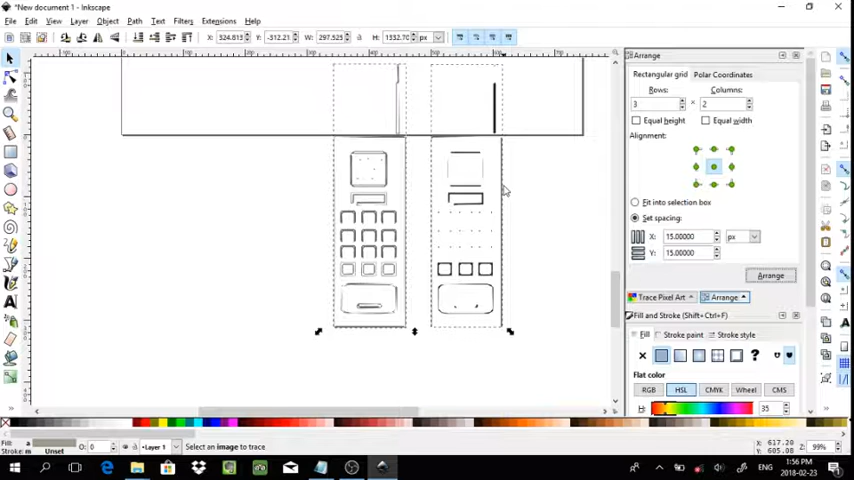 *New document 1 - Inkscape
File Edit View Layer Object Path Text Filters Extensions Help
X: 324.813 Y: -312.21 W: 297.525 H: 1332.70 px
Arrange
Rectangular grid Polar Coordinates
Rows: Columns:
3 × 2
Equal height Equal width
Alignment:
Fit into selection box
Set spacing:
X: 15.00000 px
Y: 15.00000
Arrange
Trace Pixel Art Arrange
Fill and Stroke (Shift+Ctrl+F)
Fill Stroke paint Stroke style
Flat color
RGB HSL CMYK Wheel CMS
35
Fill: a
Stroke: m Unset O: 0 Layer 1 Select an image to trace X: 617.20 Y: 605.08 Z: 99%
ENG 1:56 PM
2018-02-23